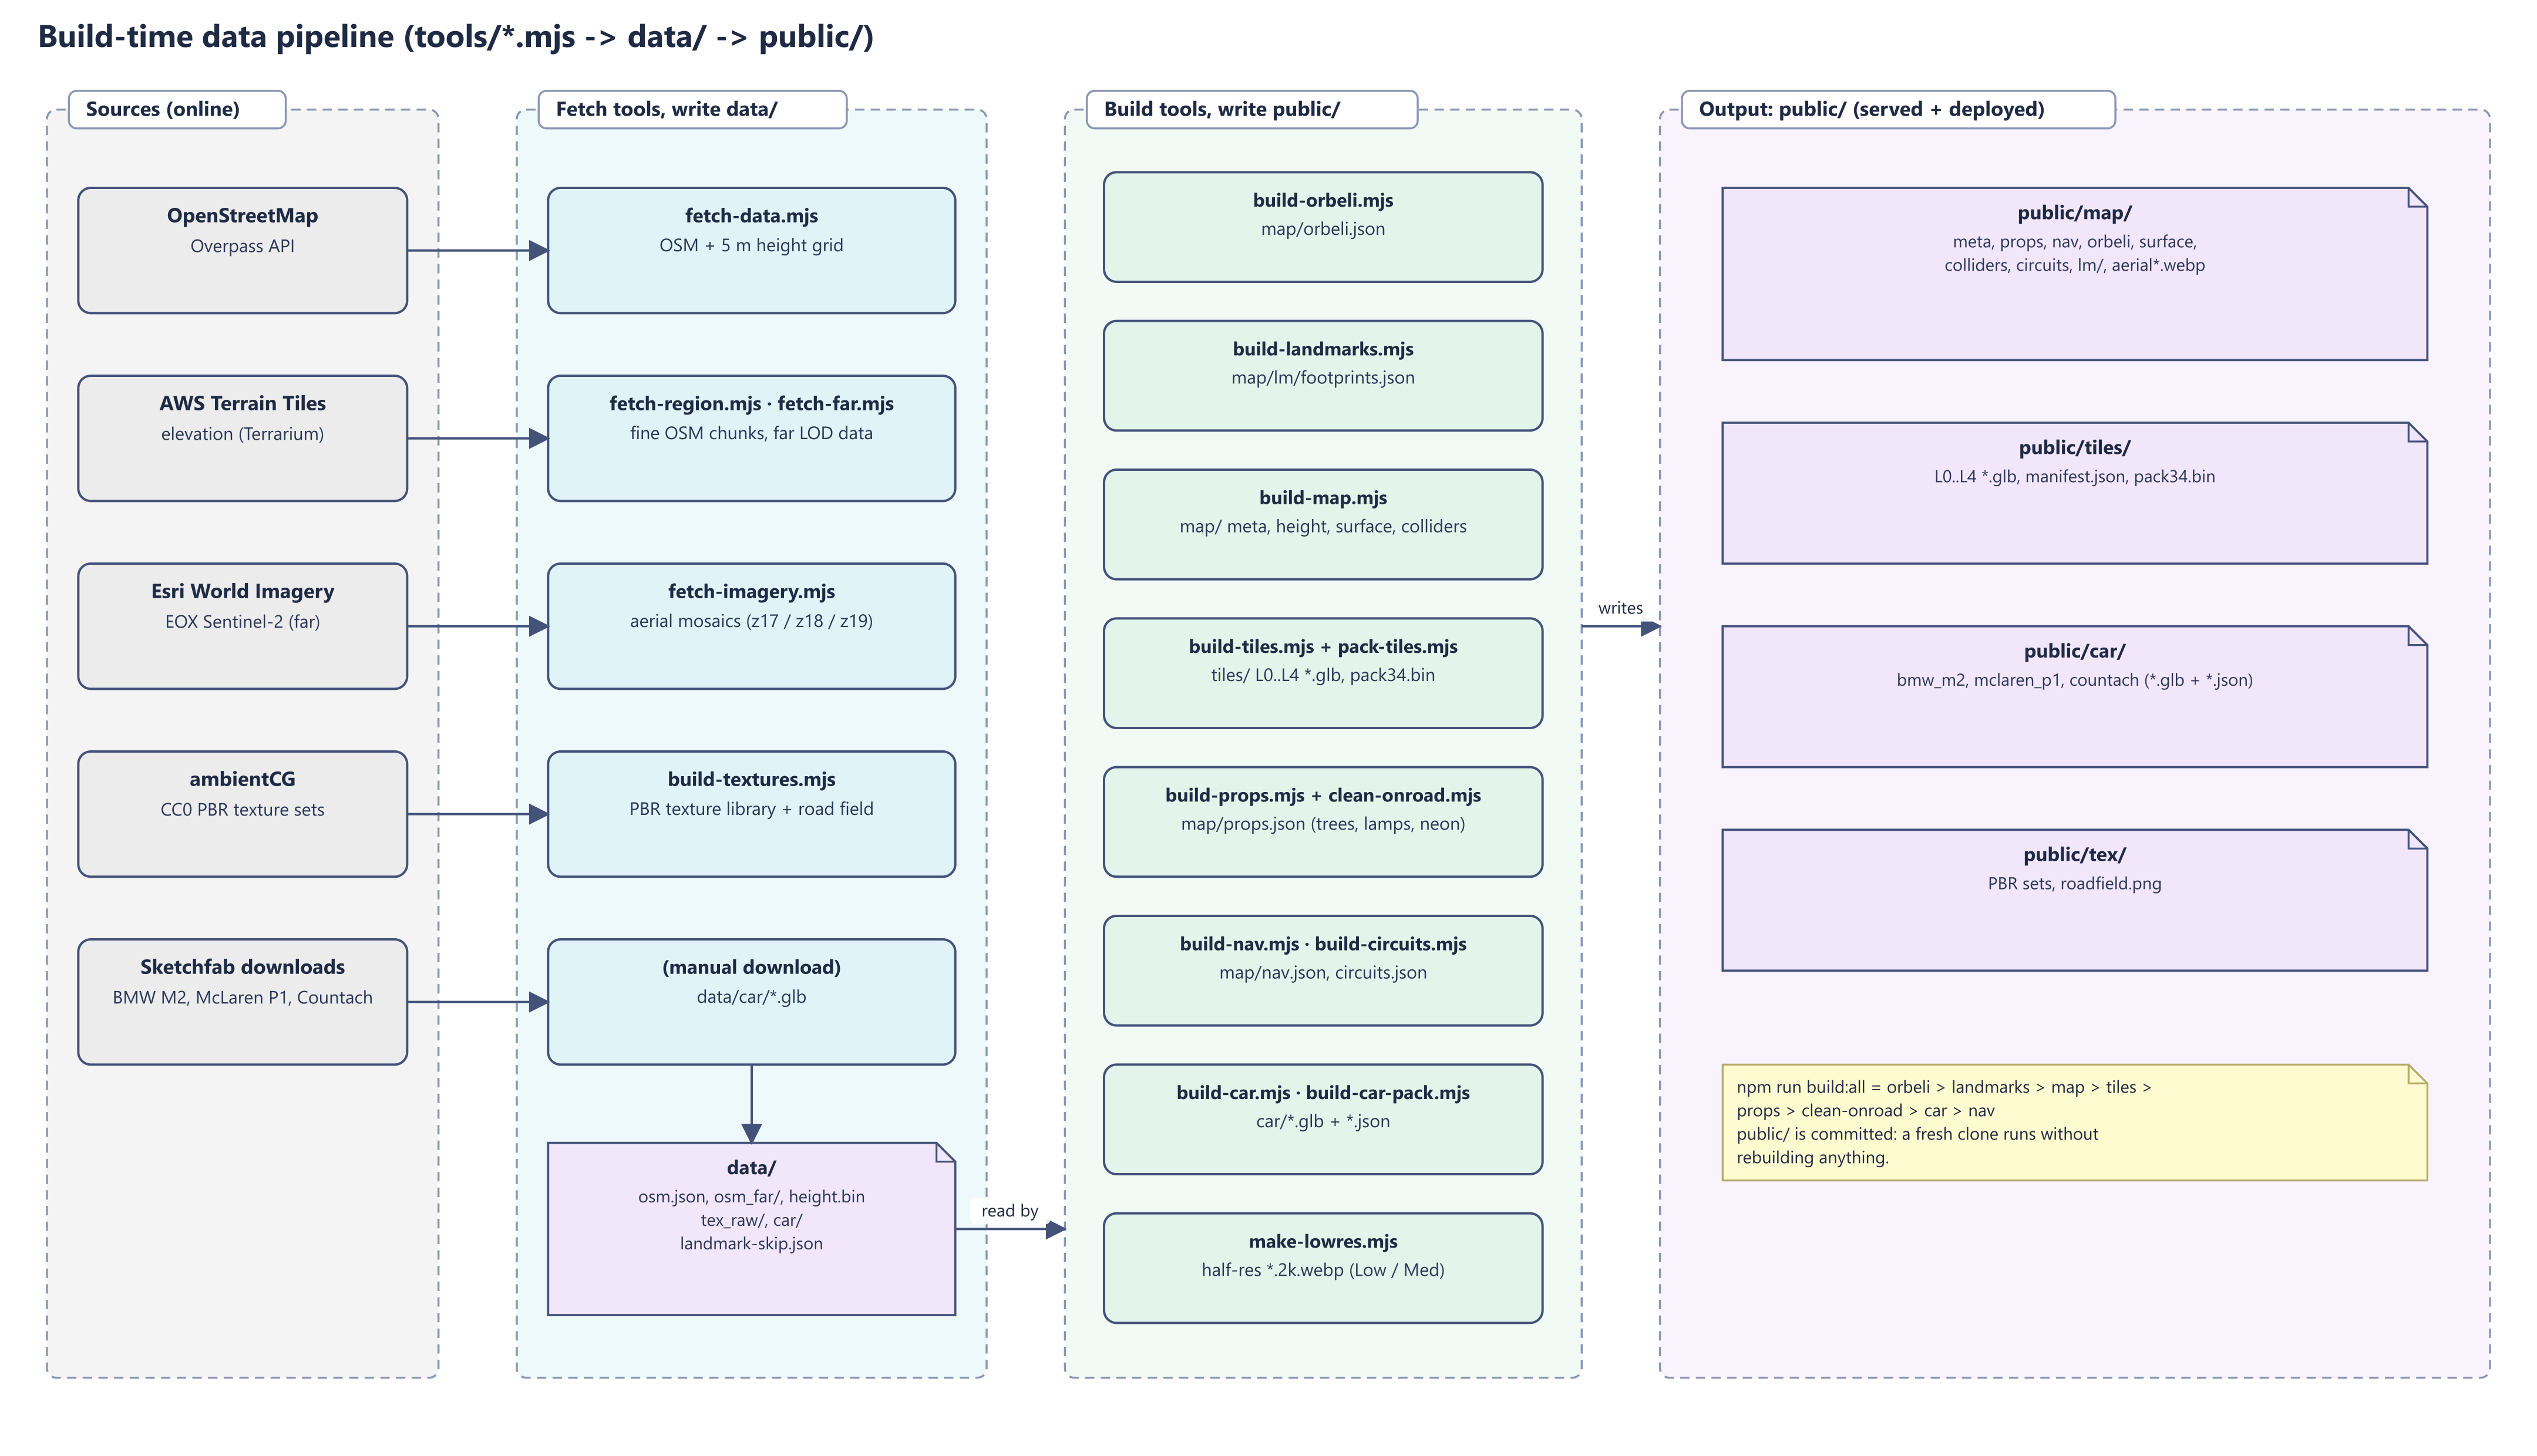 Build-time data pipeline (tools/*.mjs -> data/ -> public/)
Sources (online)
OpenStreetMap
Overpass API
AWS Terrain Tiles
elevation (Terrarium)
Esri World Imagery
EOX Sentinel-2 (far)
ambientCG
CC0 PBR texture sets
Sketchfab downloads
BMW M2, McLaren P1, Countach
Fetch tools, write data/
fetch-data.mjs
OSM + 5 m height grid
fetch-region.mjs · fetch-far.mjs
fine OSM chunks, far LOD data
fetch-imagery.mjs
aerial mosaics (z17 / z18 / z19)
build-textures.mjs
PBR texture library + road field
(manual download)
data/car/*.glb
data/
osm.json, osm_far/, height.bin
tex_raw/, car/
landmark-skip.json
read by
Build tools, write public/
build-orbeli.mjs
map/orbeli.json
build-landmarks.mjs
map/lm/footprints.json
build-map.mjs
map/ meta, height, surface, colliders
build-tiles.mjs + pack-tiles.mjs
tiles/ L0..L4 *.glb, pack34.bin
build-props.mjs + clean-onroad.mjs
map/props.json (trees, lamps, neon)
build-nav.mjs · build-circuits.mjs
map/nav.json, circuits.json
build-car.mjs · build-car-pack.mjs
car/*.glb + *.json
make-lowres.mjs
half-res *.2k.webp (Low / Med)
writes
Output: public/ (served + deployed)
public/map/
meta, props, nav, orbeli, surface,
colliders, circuits, lm/, aerial*.webp
public/tiles/
L0..L4 *.glb, manifest.json, pack34.bin
public/car/
bmw_m2, mclaren_p1, countach (*.glb + *.json)
public/tex/
PBR sets, roadfield.png
npm run build:all = orbeli > landmarks > map > tiles >
props > clean-onroad > car > nav
public/ is committed: a fresh clone runs without
rebuilding anything.